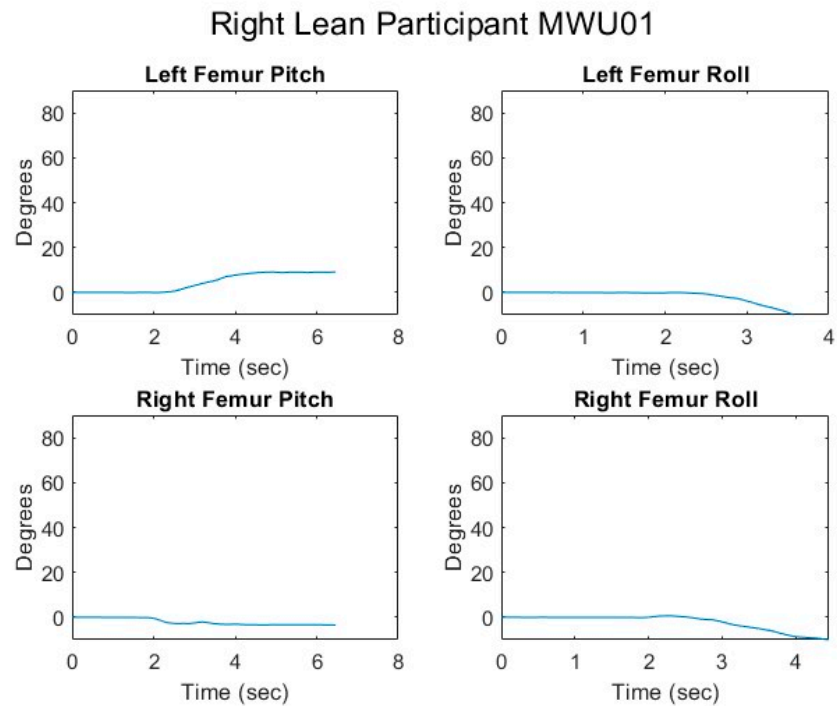 Right Lean Participant MWU01
Left Femur Pitch
80
60
40
20
0
Degrees
0 2 4 6 8
Time (sec)
Left Femur Roll
80
60
40
20
0
Degrees
0 1 2 3 4
Time (sec)
Right Femur Pitch
80
60
40
20
0
Degrees
0 2 4 6 8
Time (sec)
Right Femur Roll
80
60
40
20
0
Degrees
0 1 2 3 4
Time (sec)